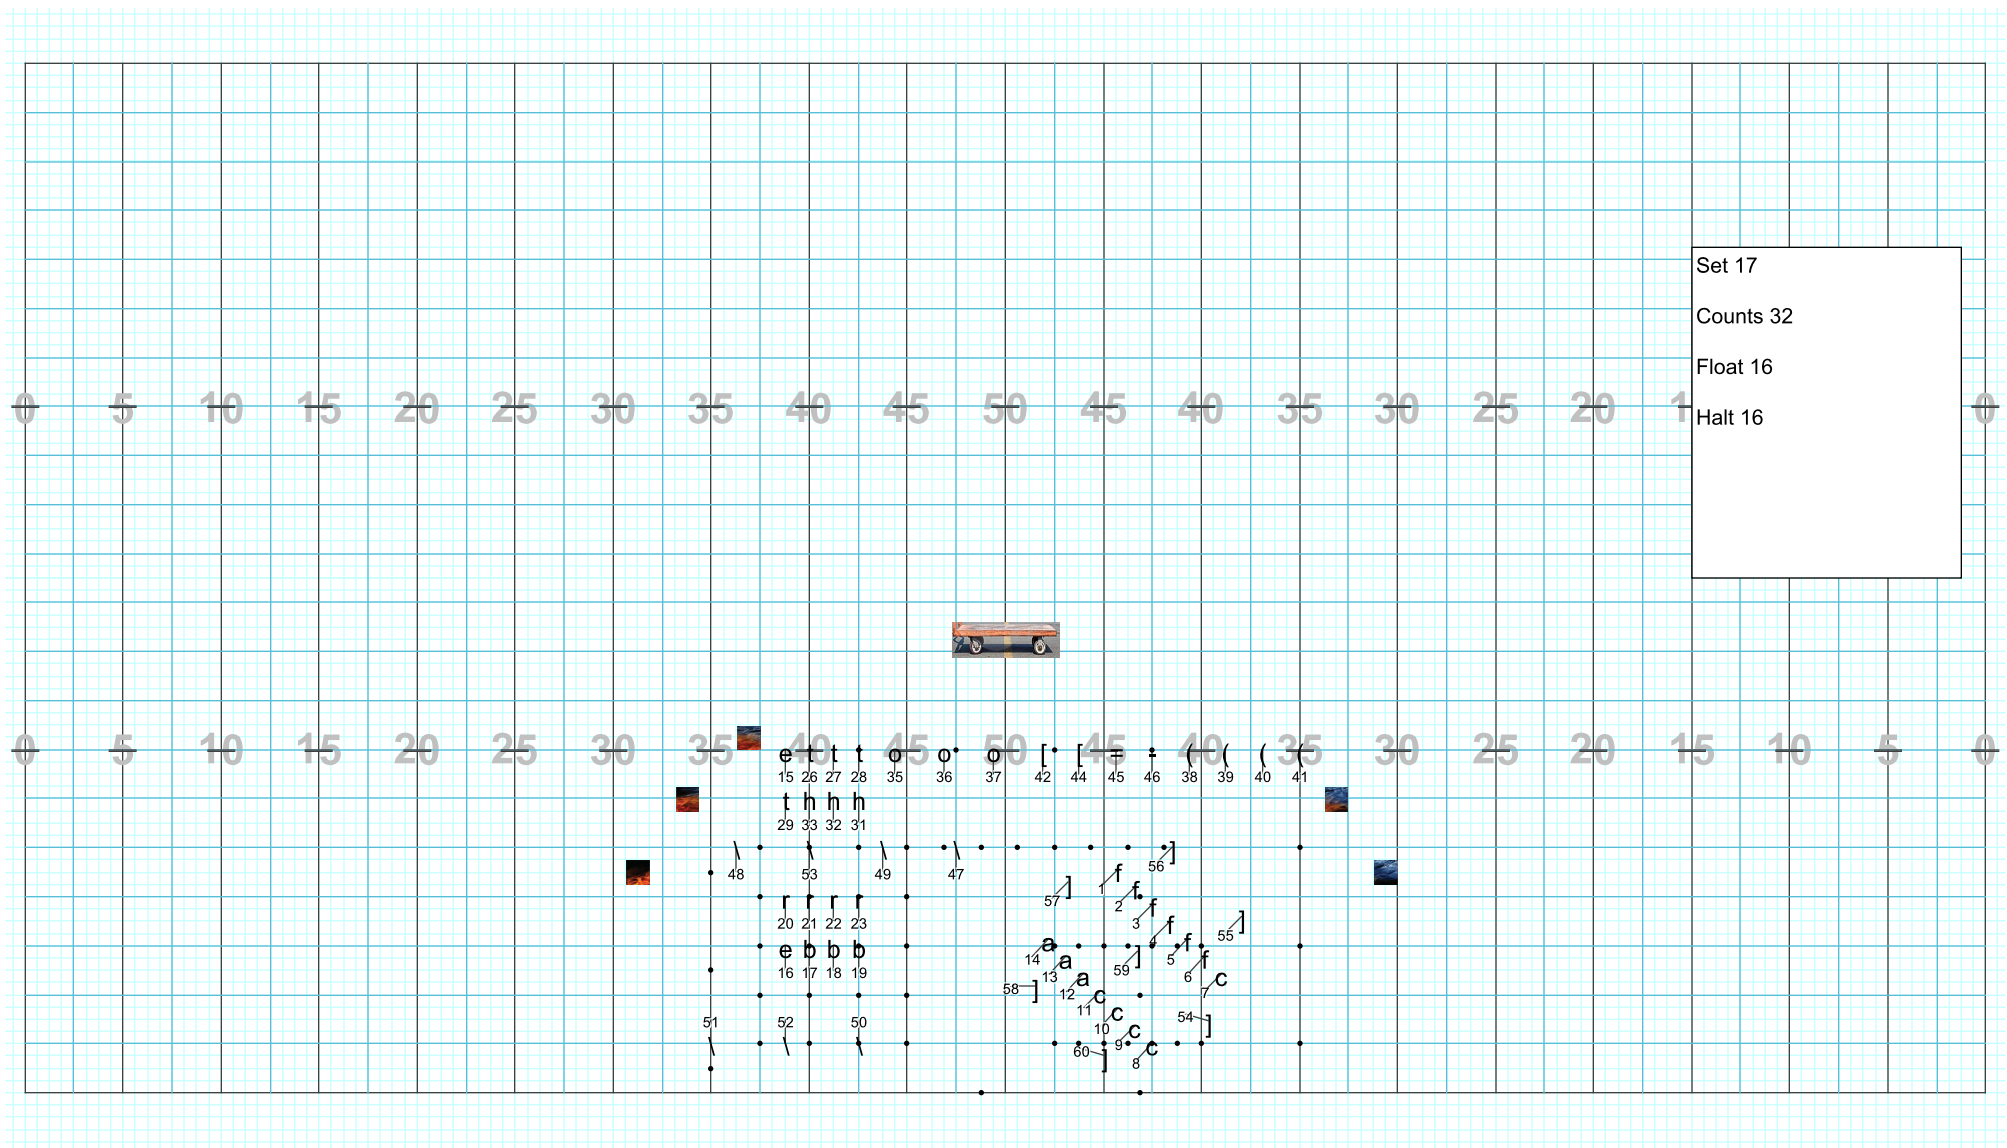 Set 17
Counts 32
Float 16
Halt 16
0 5 10 15 20 25 30 35 40 45 50 45 40 35 30 25 20 1 0
0 5 10 15 20 25 30 35 40 45 50 45 40 35 30 25 20 15 10 5 0
e t t t o o o [ [ = - ( ( ( (
15 26 27 28 35 36 37 42 44 45 46 38 39 40 41
t h h h
29 33 32 31
\ \ \ \ ]
48 53 49 47 56
f
1
]
57
f
2
r r r r f
20 21 22 23 3
f ]
4 55
e b b b a ] f
16 17 18 19 14 59 5
a f
13 6
a c
12 7
] c
58 11
c ]
10 54
51 52 50
\ \ \ c
9
] c
60 8